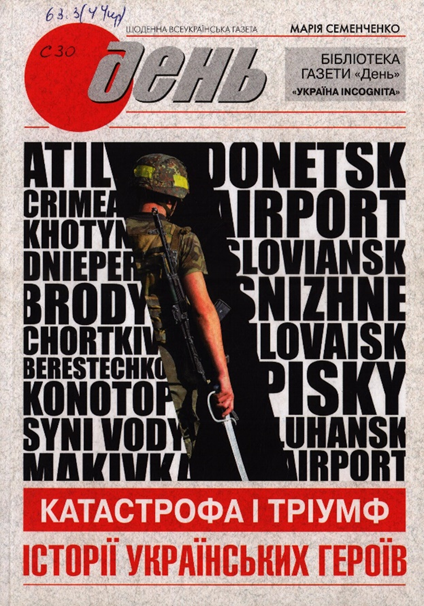 63.3(4Укр)
С30
ЩОДЕННА ВСЕУКРАЇНСЬКА ГАЗЕТА
МАРІЯ СЕМЕНЧЕНКО
День
БІБЛІОТЕКА
ГАЗЕТИ «День»
«УКРАЇНА INCOGNITA»
ATIL DONETSK
CRIMEA AIRPORT
KHOTYN SLOVIANSK
DNIEPER SNIZHNE
BRODY ILOVAISK
CHORTKIV PISKY
BERESTECHKO LUHANSK
KONOTOP AIRPORT
SYNI VODY
MAKIVKA
КАТАСТРОФА І ТРІУМФ
ІСТОРІЇ УКРАЇНСЬКИХ ГЕРОЇВ